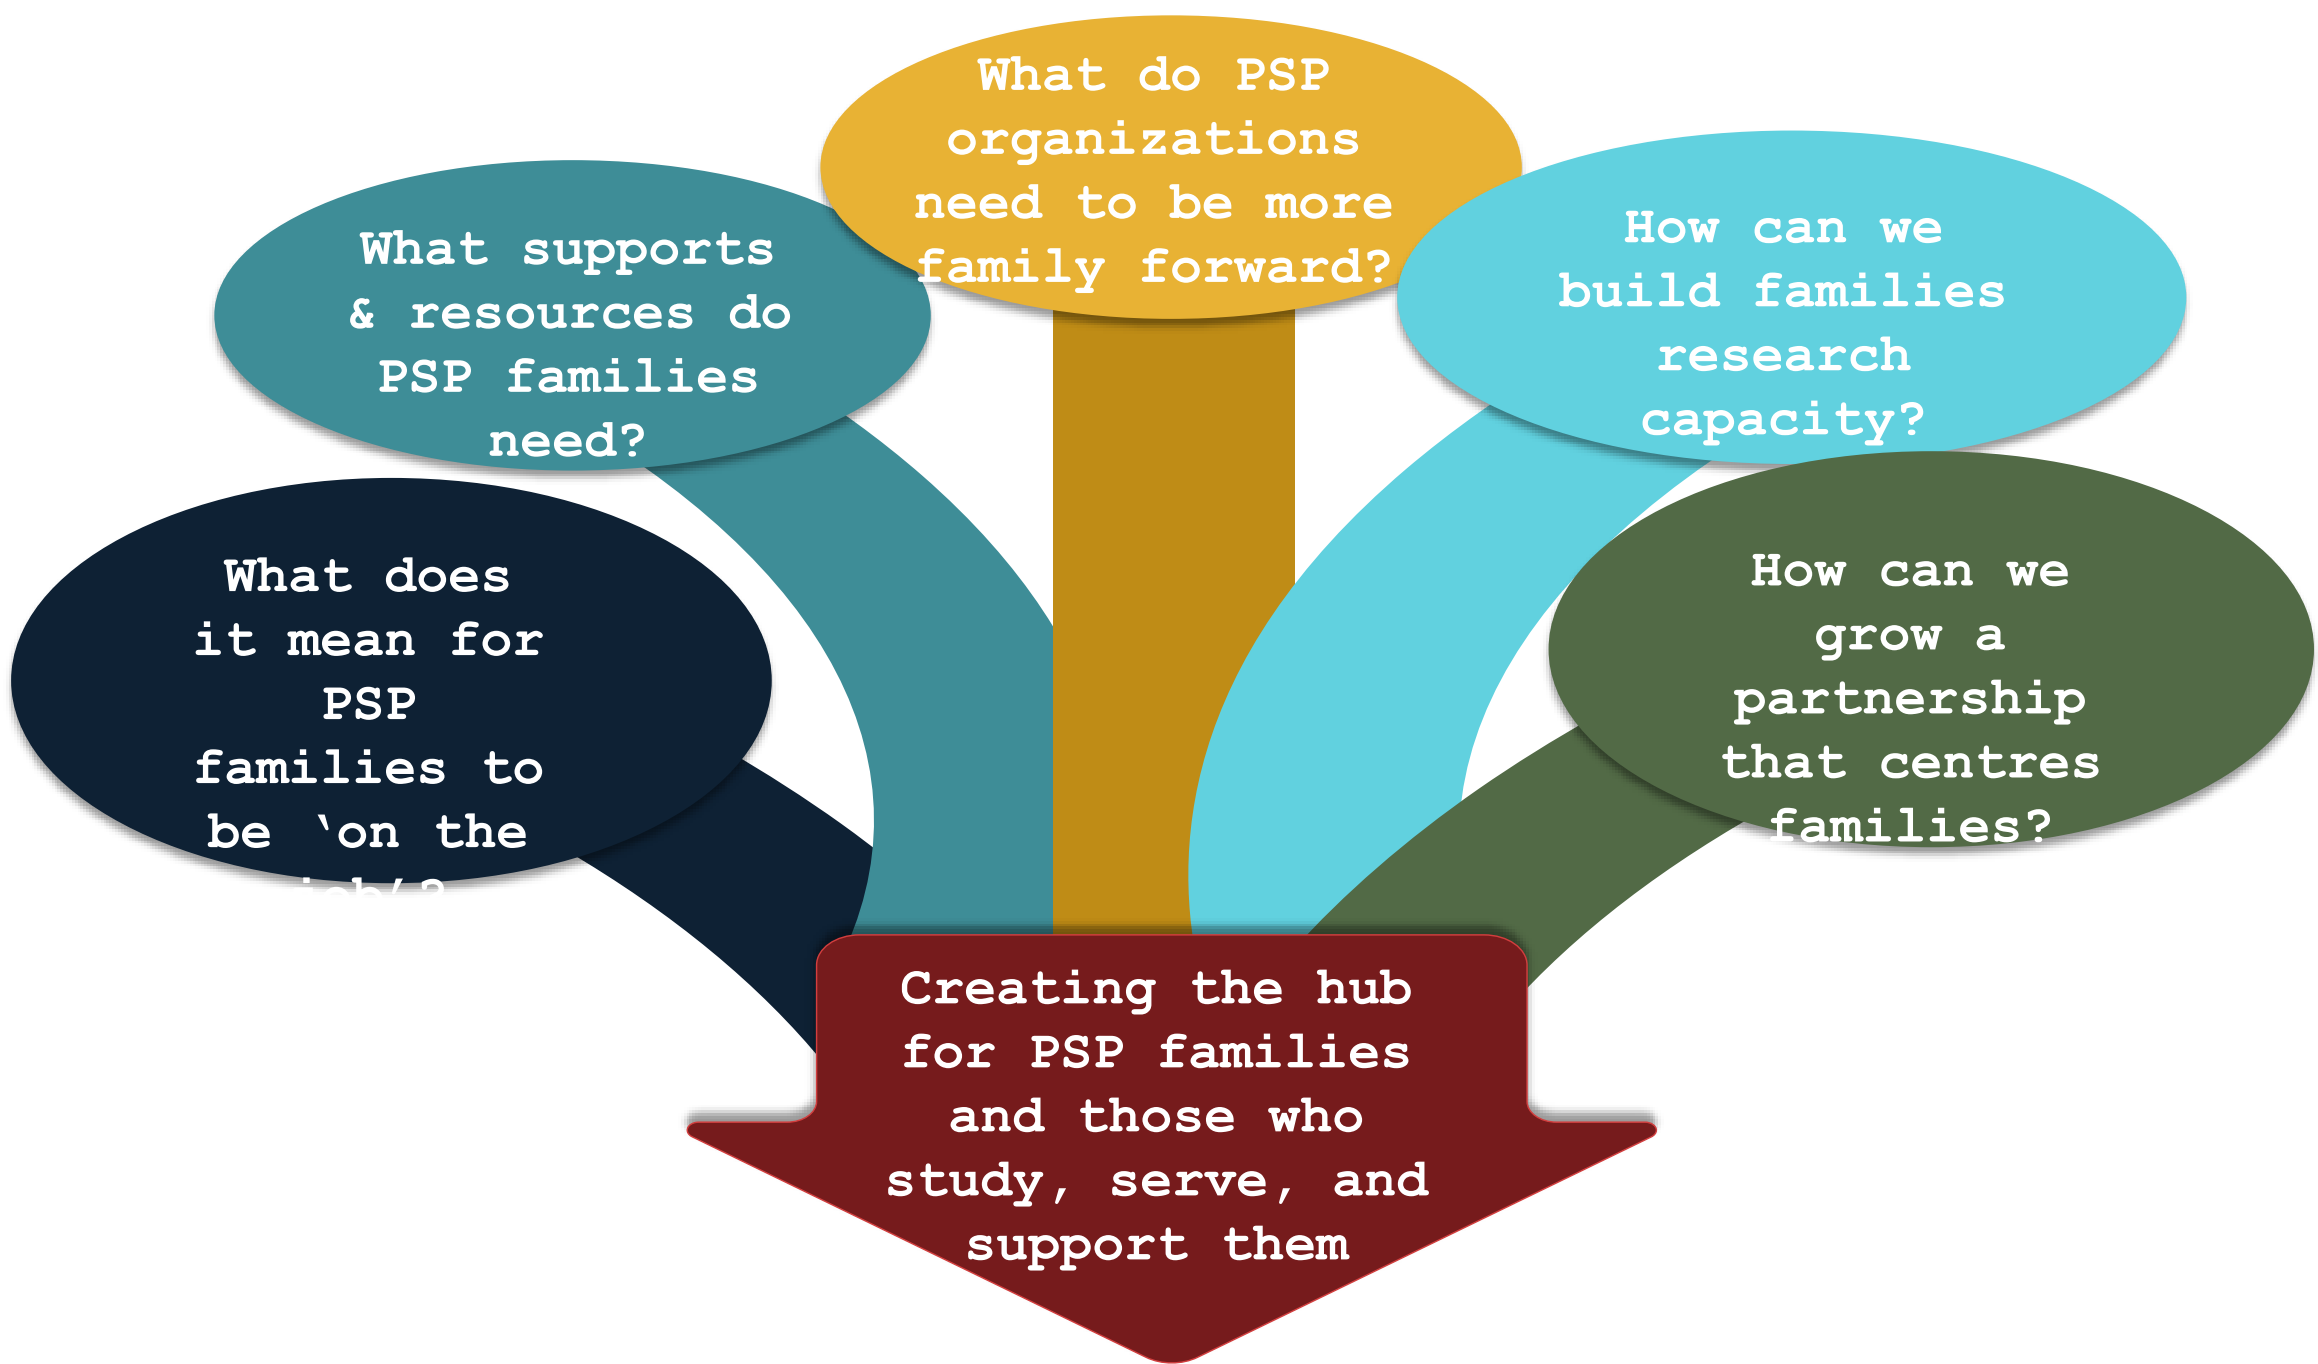 What does
it mean for
PSP
families to
be ‘on the
job’?
What supports
& resources do
PSP families
need?
What do PSP
organizations
need to be more
family forward?
How can we
build families
research
capacity?
How can we
grow a
partnership
that centres
families?
Creating the hub
for PSP families
and those who
study, serve, and
support them